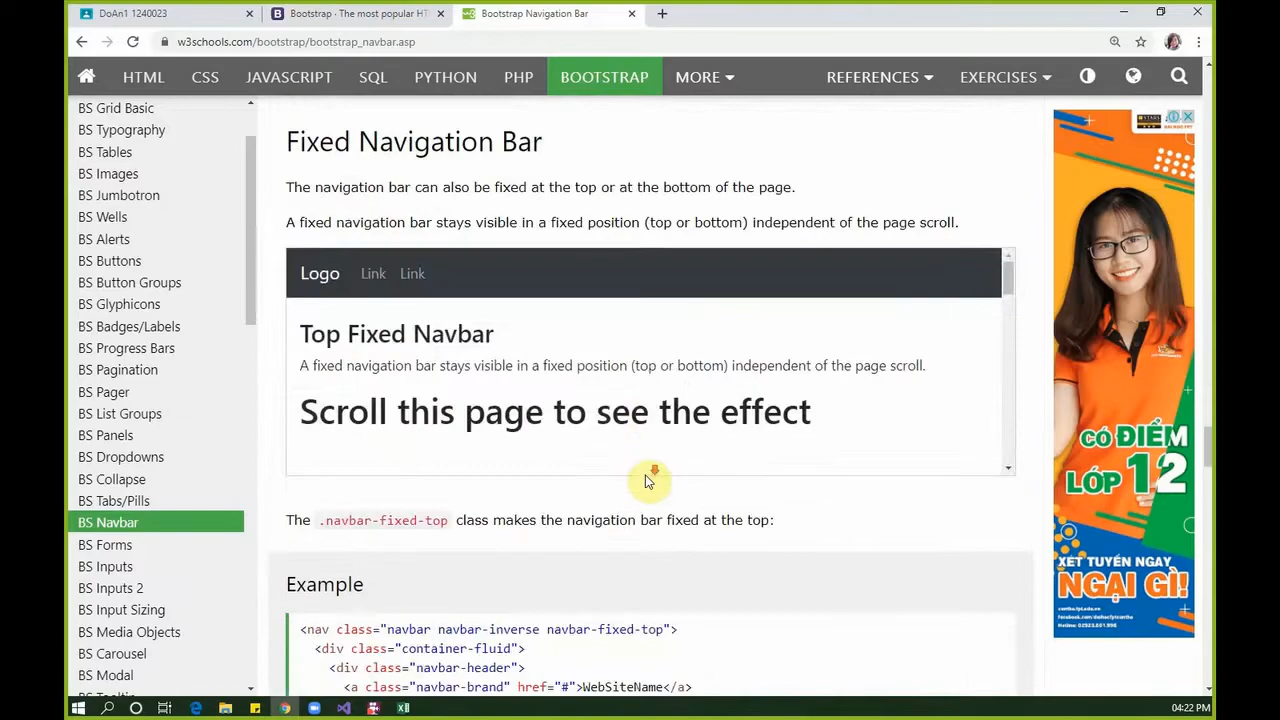 DoAn1 1240023
Bootstrap · The most popular HT
Bootstrap Navigation Bar
w3schools.com/bootstrap/bootstrap_navbar.asp
HTML CSS JAVASCRIPT SQL PYTHON PHP BOOTSTRAP MORE REFERENCES EXERCISES
BS Grid Basic
BS Typography
BS Tables
BS Images
BS Jumbotron
BS Wells
BS Alerts
BS Buttons
BS Button Groups
BS Glyphicons
BS Badges/Labels
BS Progress Bars
BS Pagination
BS Pager
BS List Groups
BS Panels
BS Dropdowns
BS Collapse
BS Tabs/Pills
BS Navbar
BS Forms
BS Inputs
BS Inputs 2
BS Input Sizing
BS Media Objects
BS Carousel
BS Modal
Fixed Navigation Bar
The navigation bar can also be fixed at the top or at the bottom of the page.
A fixed navigation bar stays visible in a fixed position (top or bottom) independent of the page scroll.
Logo Link Link
Top Fixed Navbar
A fixed navigation bar stays visible in a fixed position (top or bottom) independent of the page scroll.
Scroll this page to see the effect
The .navbar-fixed-top class makes the navigation bar fixed at the top:
Example
<nav class="navbar navbar-inverse navbar-fixed-top">
<div class="container-fluid">
<div class="navbar-header">
<a class="navbar-brand" href="#">WebSiteName</a>
CÓ ĐIỂM
LỚP 12
XÉT TUYỂN NGAY
NGẠI GÌ!
04:22 PM